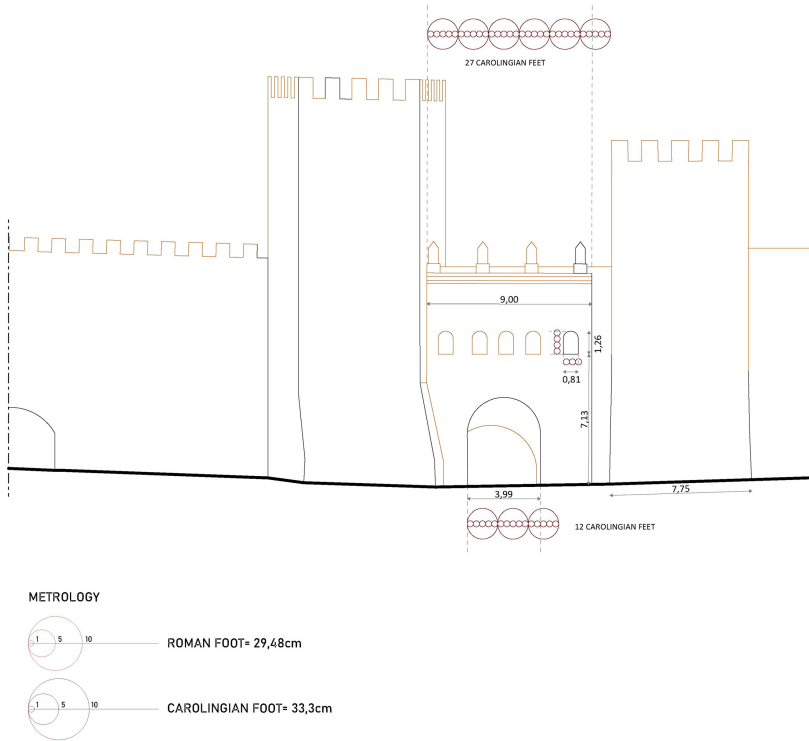 27 CAROLINGIAN FEET
9,00
1,26
0,81
7,13
3,99
7,75
12 CAROLINGIAN FEET
METROLOGY
1 5 10
ROMAN FOOT= 29,48cm
1 5 10
CAROLINGIAN FOOT= 33,3cm